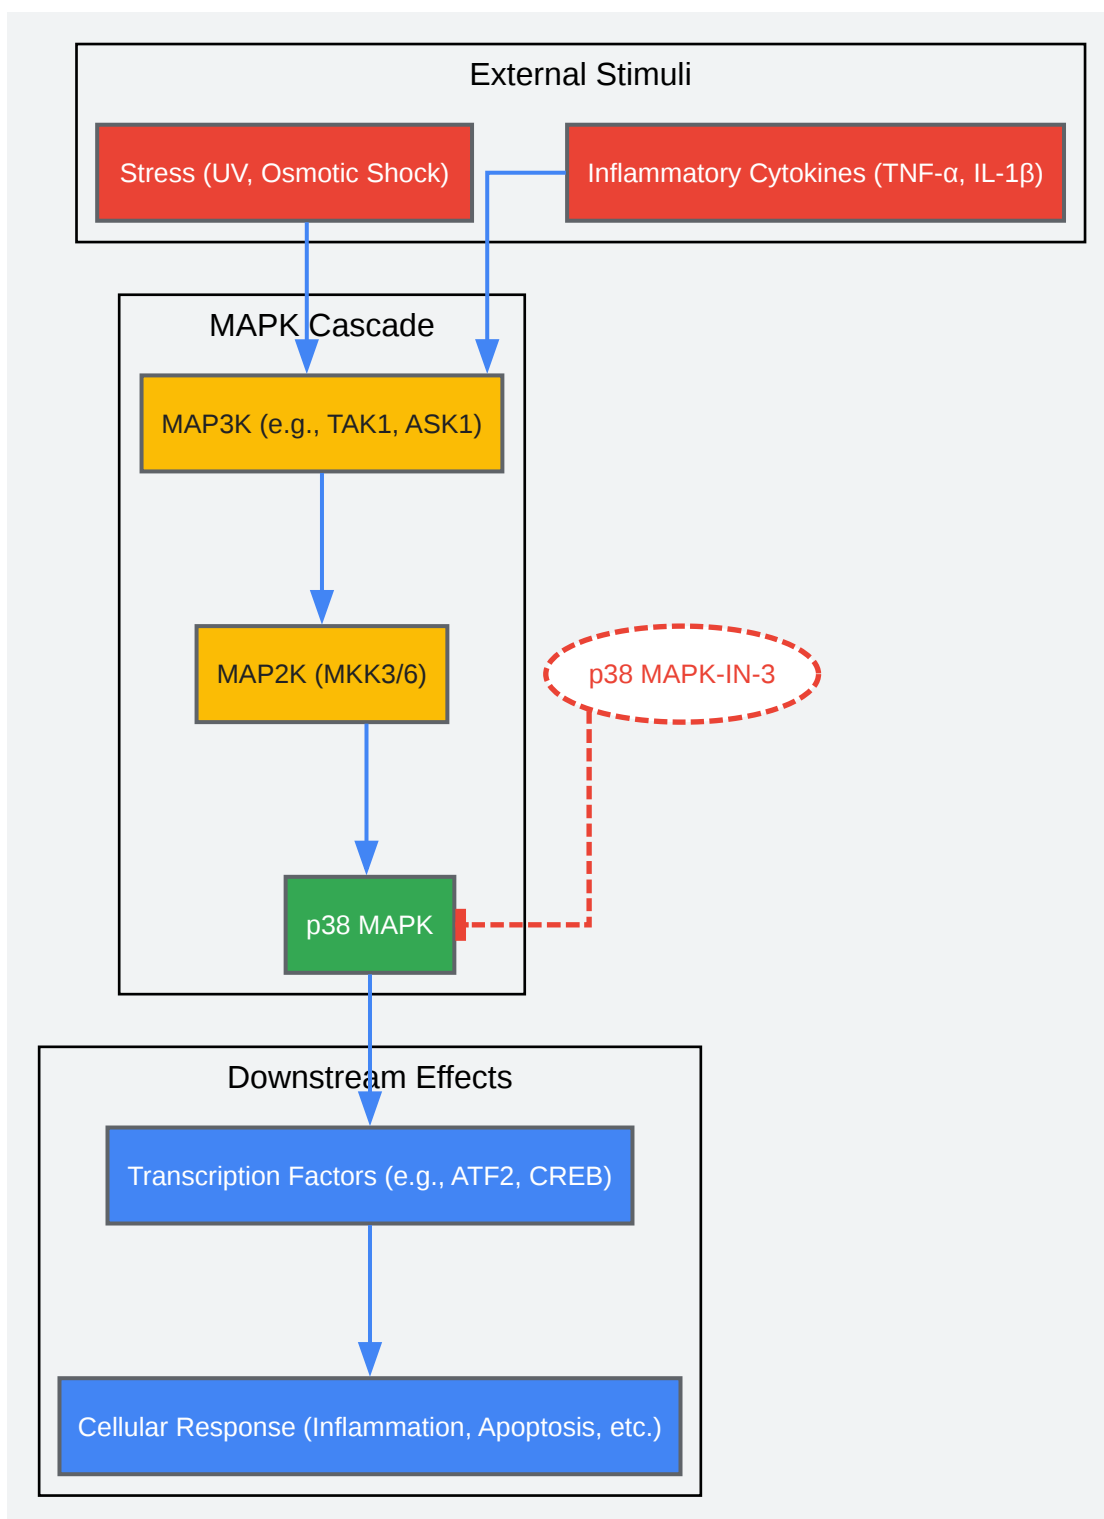 External Stimuli
Stress (UV, Osmotic Shock)
Inflammatory Cytokines (TNF-α, IL-1β)
MAPK Cascade
MAP3K (e.g., TAK1, ASK1)
MAP2K (MKK3/6)
p38 MAPK-IN-3
p38 MAPK
Downstream Effects
Transcription Factors (e.g., ATF2, CREB)
Cellular Response (Inflammation, Apoptosis, etc.)